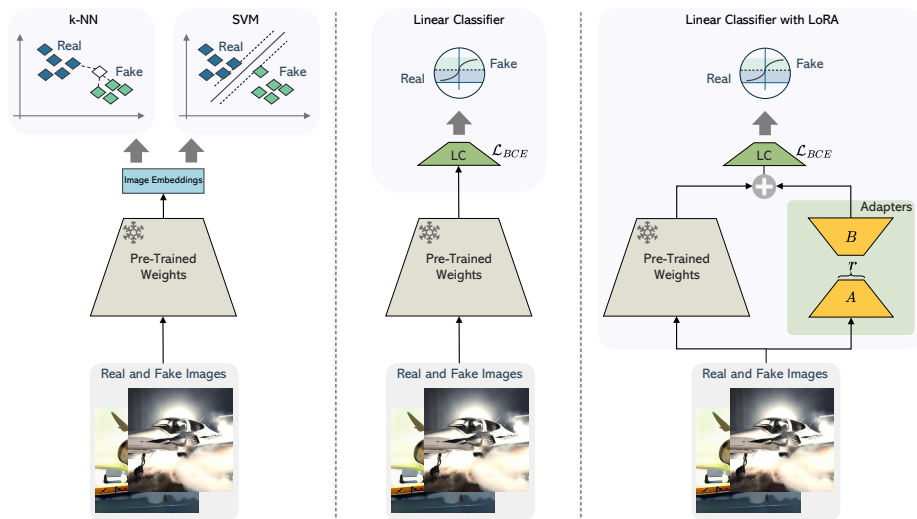 k-NN
SVM
Real
Fake
Real
Fake
Image Embeddings
Pre-Trained
Weights
Real and Fake Images
Linear Classifier
Real
Fake
LC
ℒBCE
Pre-Trained
Weights
Real and Fake Images
Linear Classifier with LoRA
Real
Fake
LC
ℒBCE
Adapters
Pre-Trained
Weights
B
r
A
Real and Fake Images